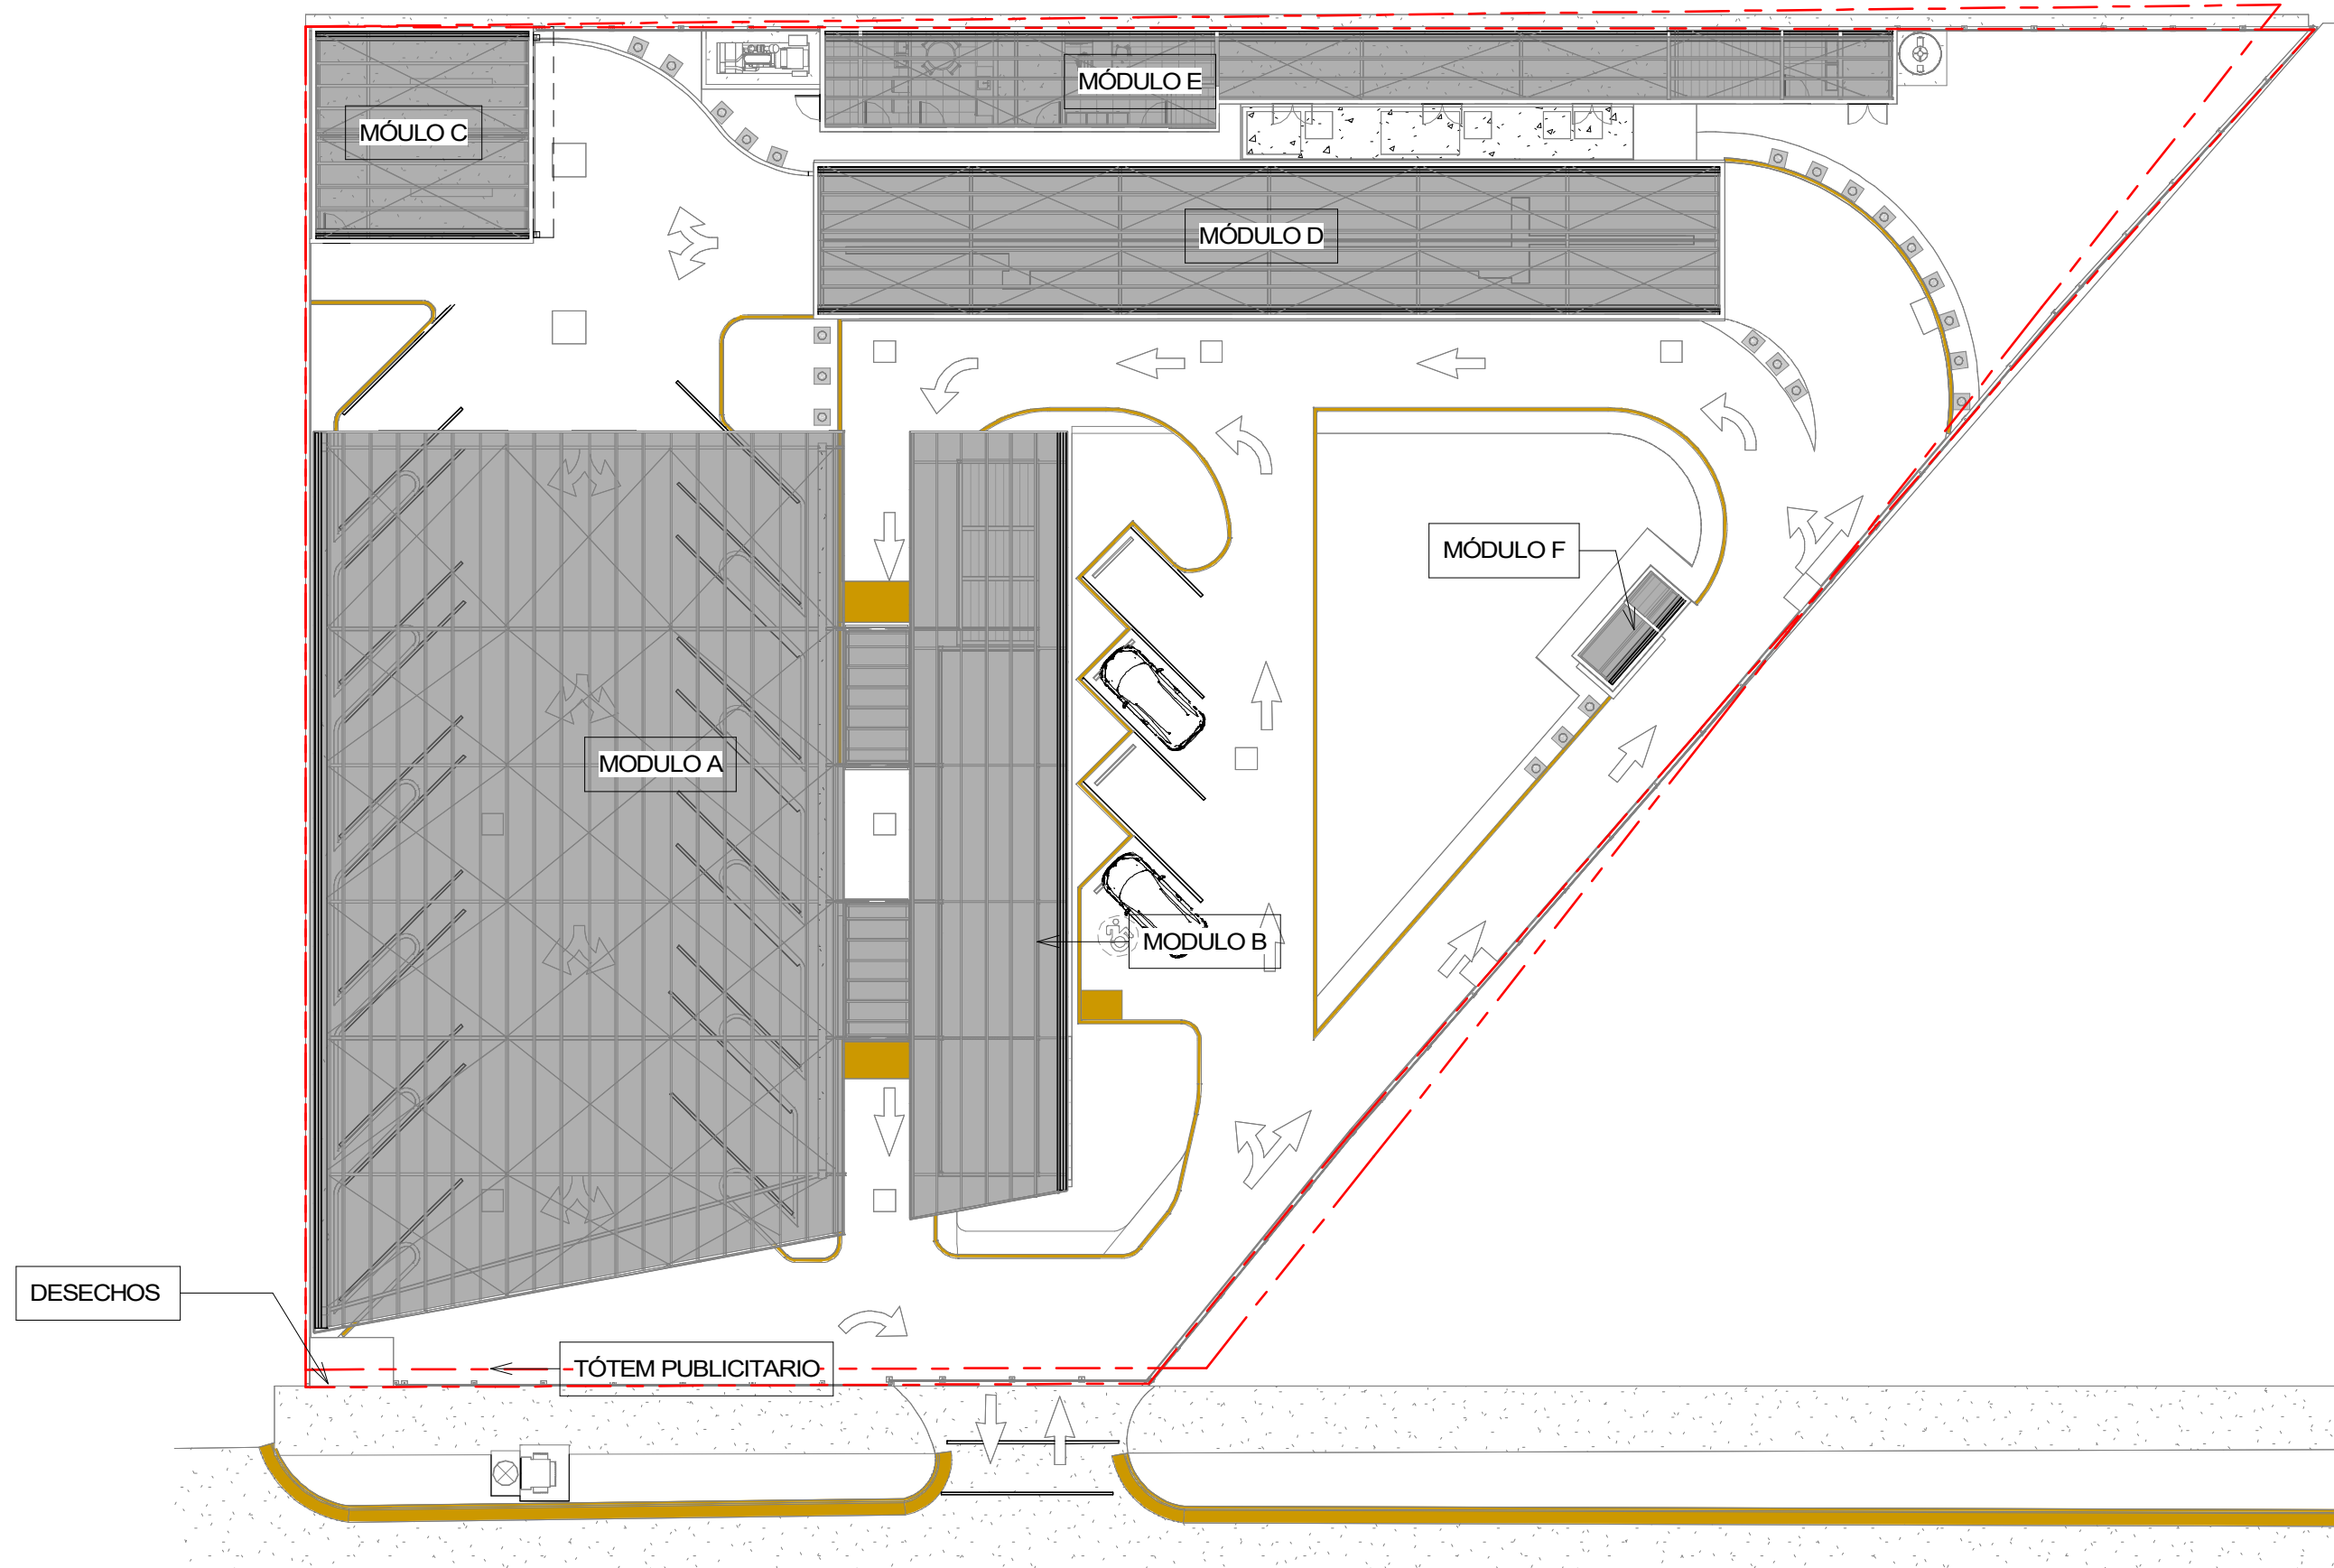 MÓDULO E
MÓULO C
MÓDULO D
MÓDULO F
MODULO A
MODULO B
DESECHOS
TÓTEM PUBLICITARIO